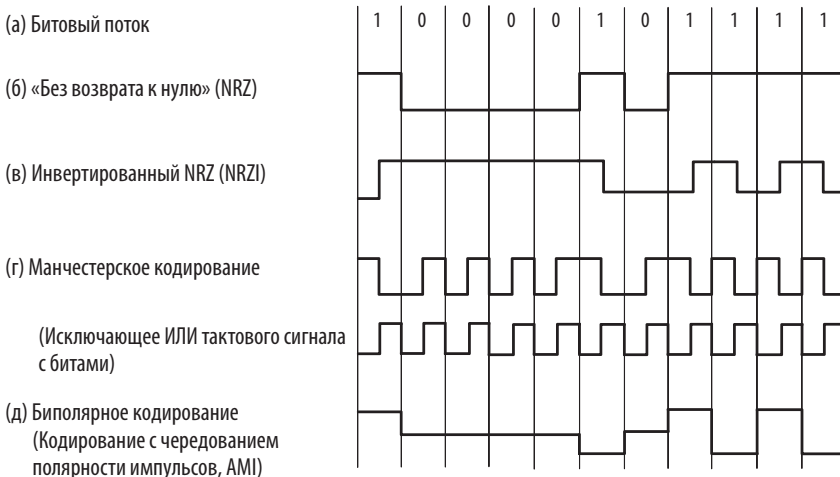 (а) Битовый поток 1 0 0 0 0 1 0 1 1 1 1
(б) «Без возврата к нулю» (NRZ)
(в) Инвертированный NRZ (NRZI)
(г) Манчестерское кодирование
(Исключающее ИЛИ тактового сигнала
с битами)
(д) Биполярное кодирование
(Кодирование с чередованием
полярности импульсов, AMI)